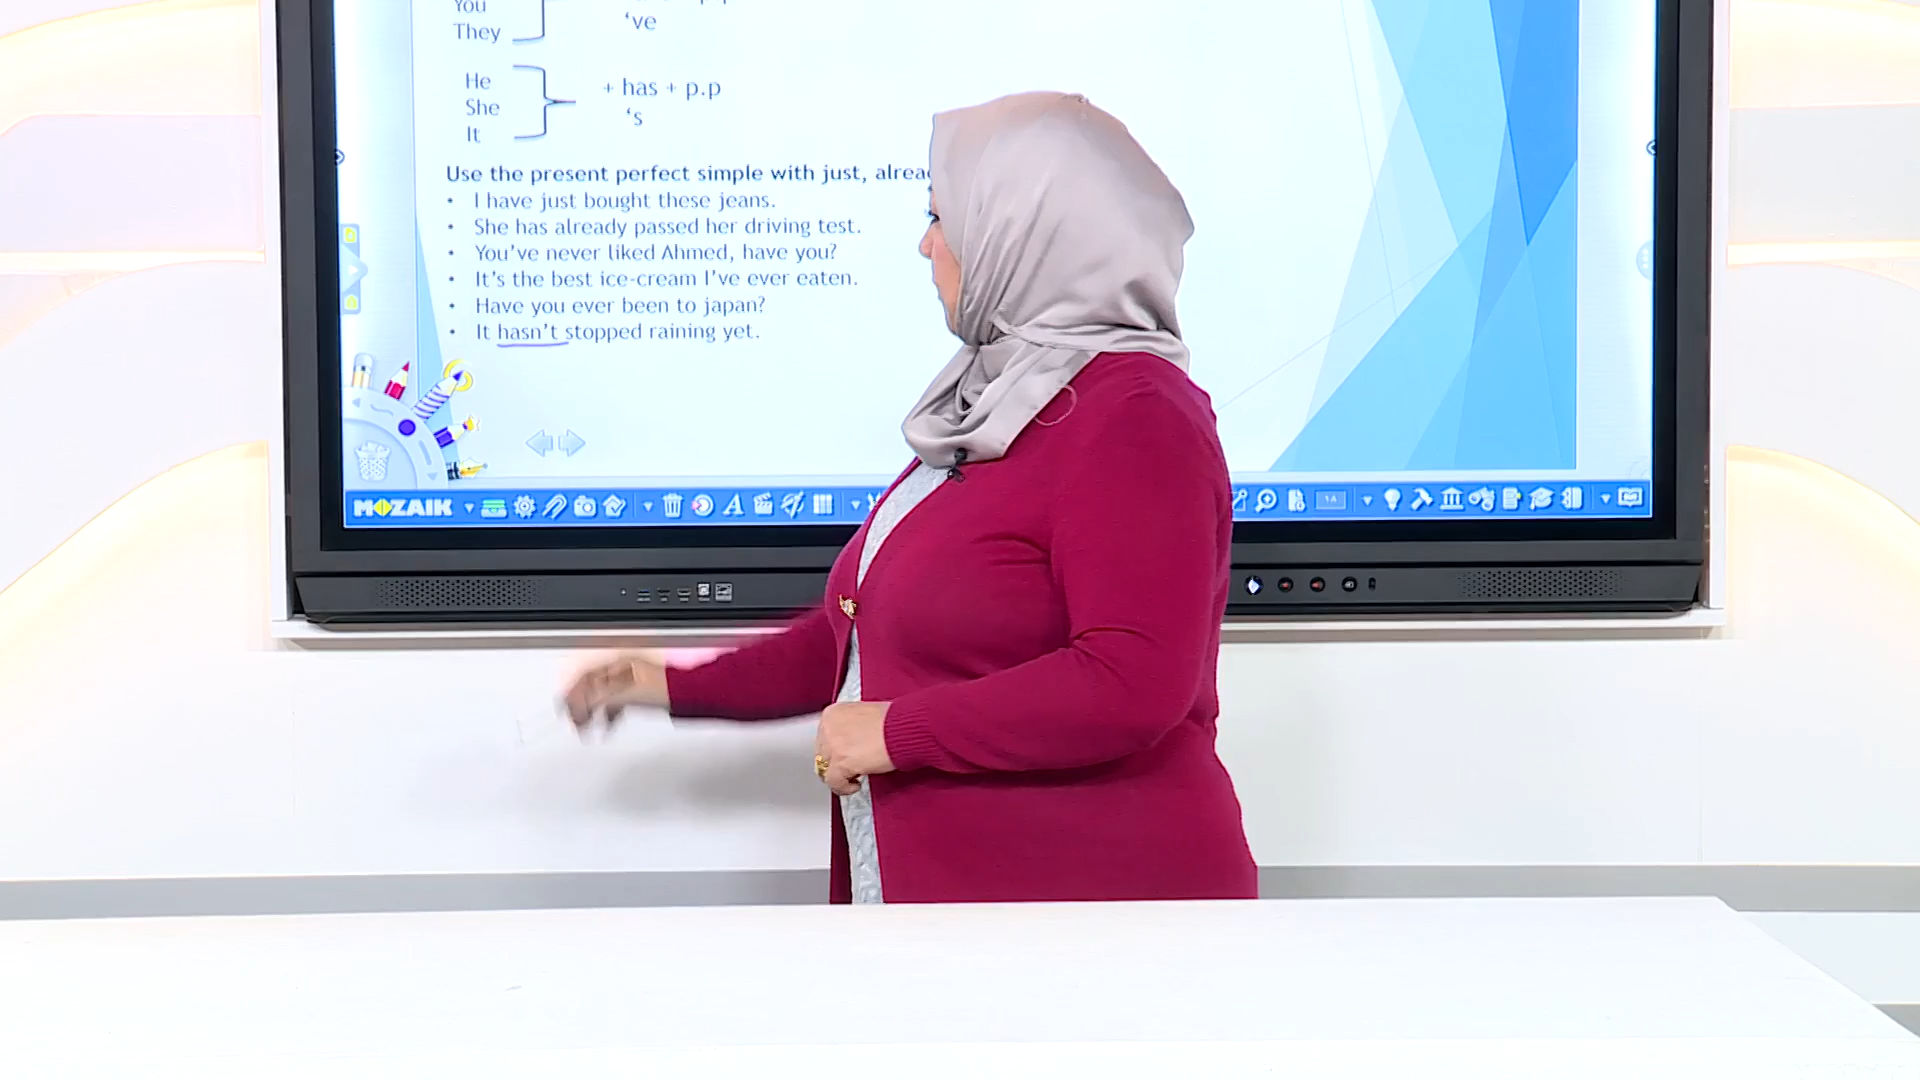 You
They
've
He
She
It
+ has + p.p
's
Use the present perfect simple with just,
• I have just bought these jeans.
• She has already passed her driving test.
• You've never liked Ahmed, have you?
• It's the best ice-cream I've ever eaten.
• Have you ever been to japan?
• It hasn't stopped raining yet.
MOZAIK
A
1A